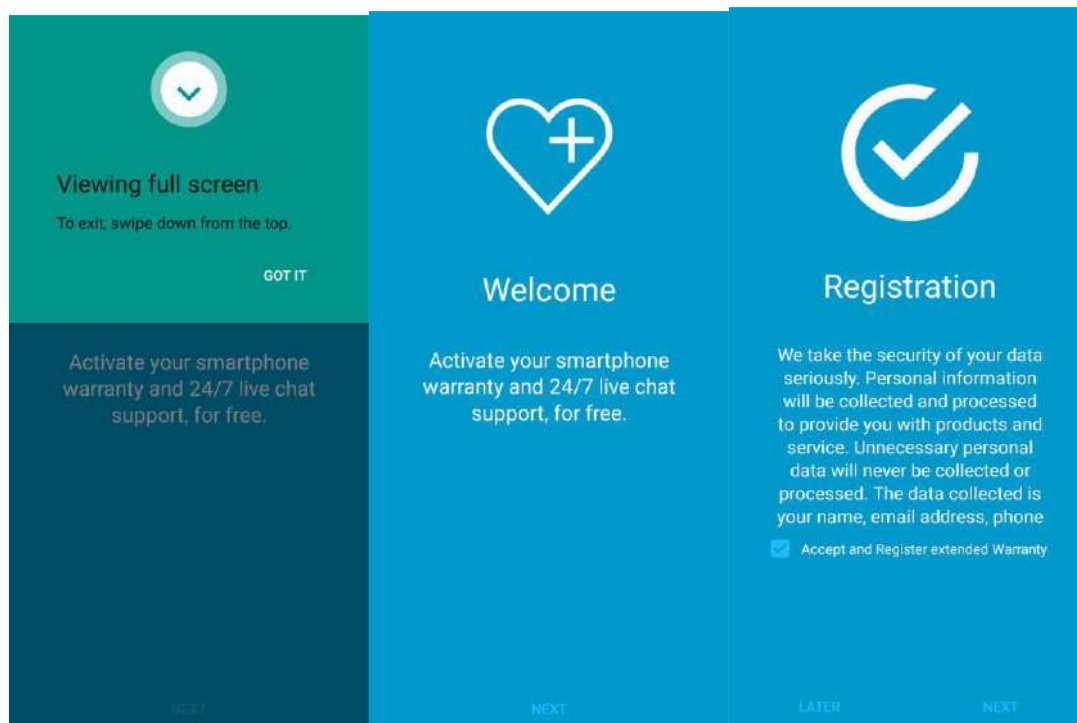 Viewing full screen
To exit, swipe down from the top.
GOT IT
Activate your smartphone
warranty and 24/7 live chat
support, for free.
NEXT
Welcome
Activate your smartphone
warranty and 24/7 live chat
support, for free.
NEXT
Registration
We take the security of your data
seriously. Personal information
will be collected and processed
to provide you with products and
service. Unnecessary personal
data will never be collected or
processed. The data collected is
your name, email address, phone
Accept and Register extended Warranty
LATER
NEXT